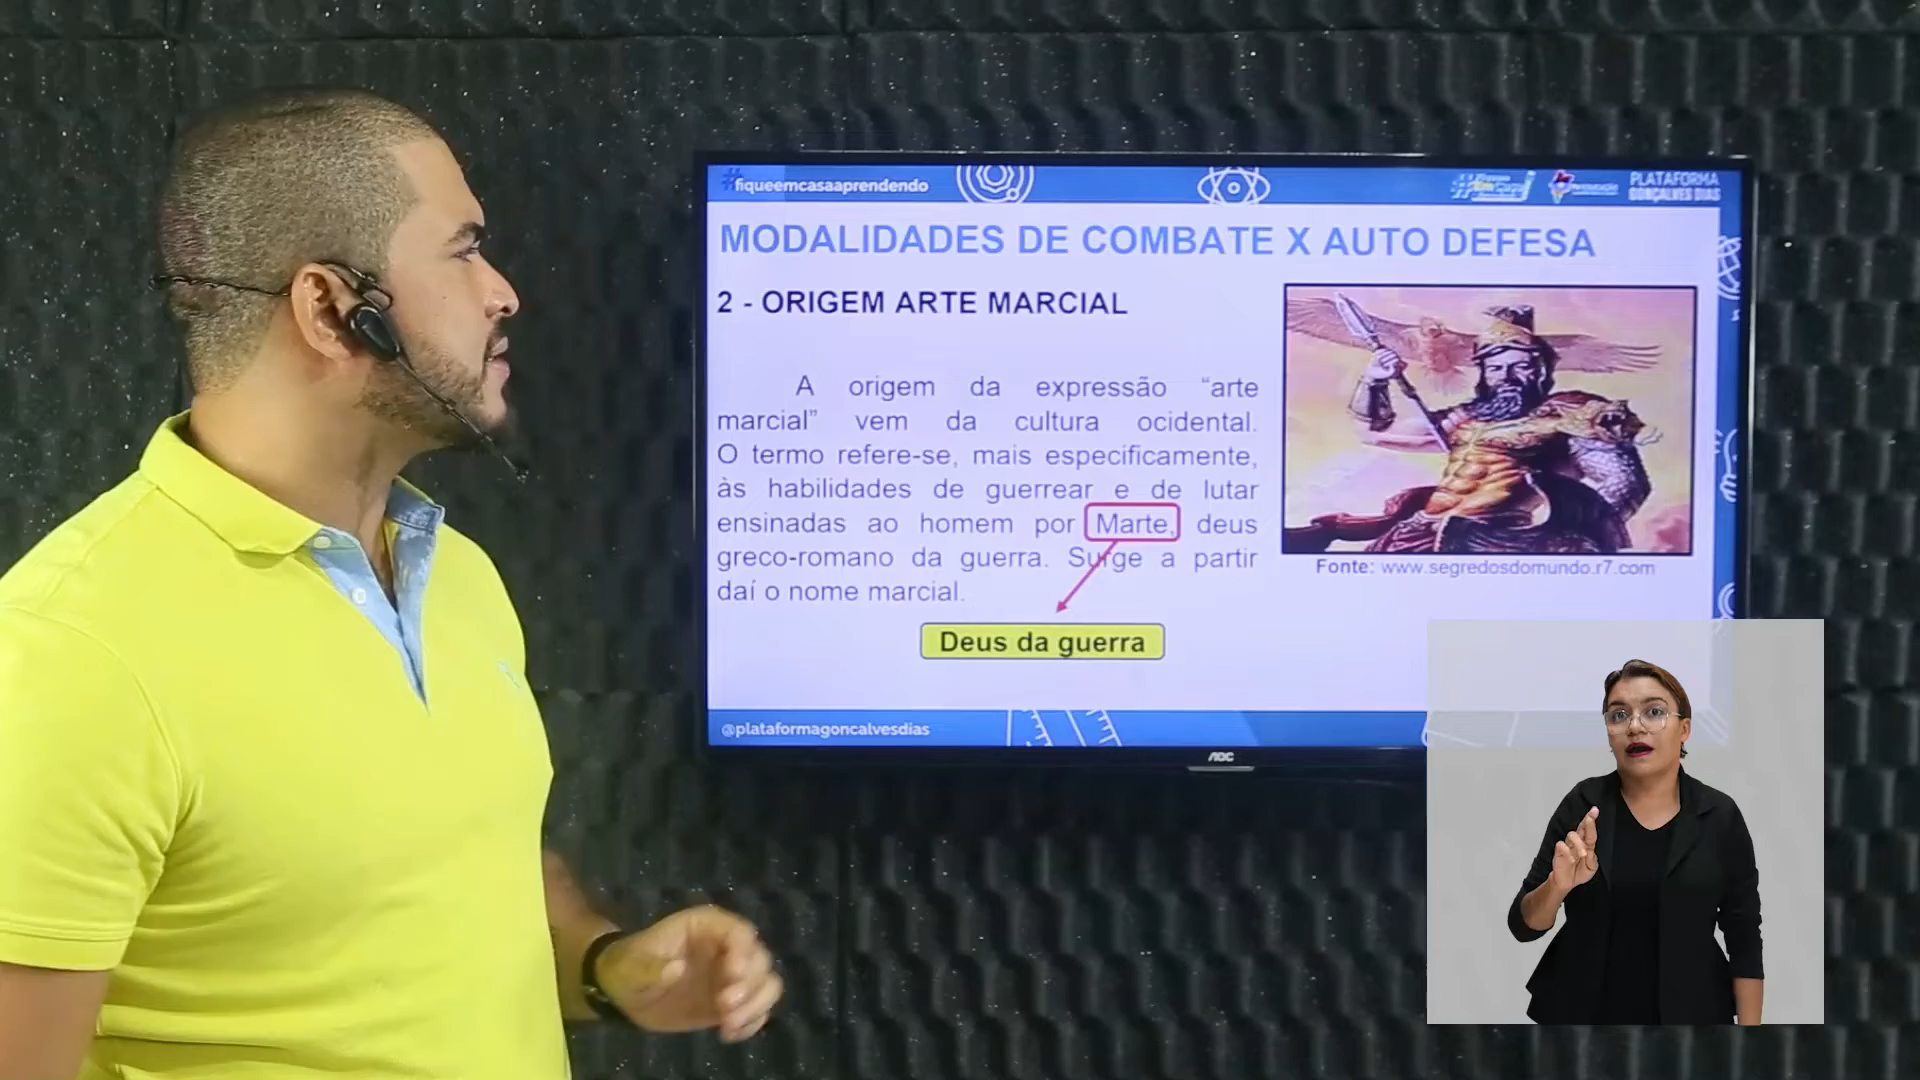 #fiqueemcasaaprendendo
PLATAFORMA
GONÇALVES DIAS
MODALIDADES DE COMBATE X AUTO DEFESA
2 - ORIGEM ARTE MARCIAL
A origem da expressão “arte
marcial” vem da cultura ocidental.
O termo refere-se, mais especificamente,
às habilidades de guerrear e de lutar
ensinadas ao homem por Marte, deus
greco-romano da guerra. Surge a partir
daí o nome marcial.
Deus da guerra
Fonte: www.segredosdomundo.r7.com
@plataformagoncalvesdias
AOC